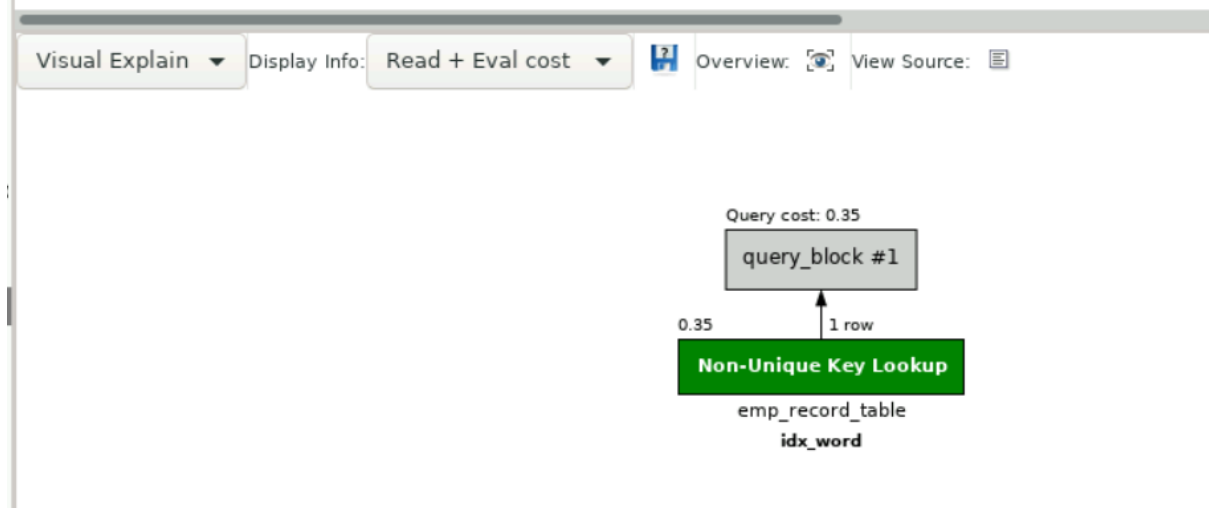 Visual Explain Display Info: Read + Eval cost Overview: View Source:
Query cost: 0.35
query_block #1
0.35 1 row
Non-Unique Key Lookup
emp_record_table
idx_word